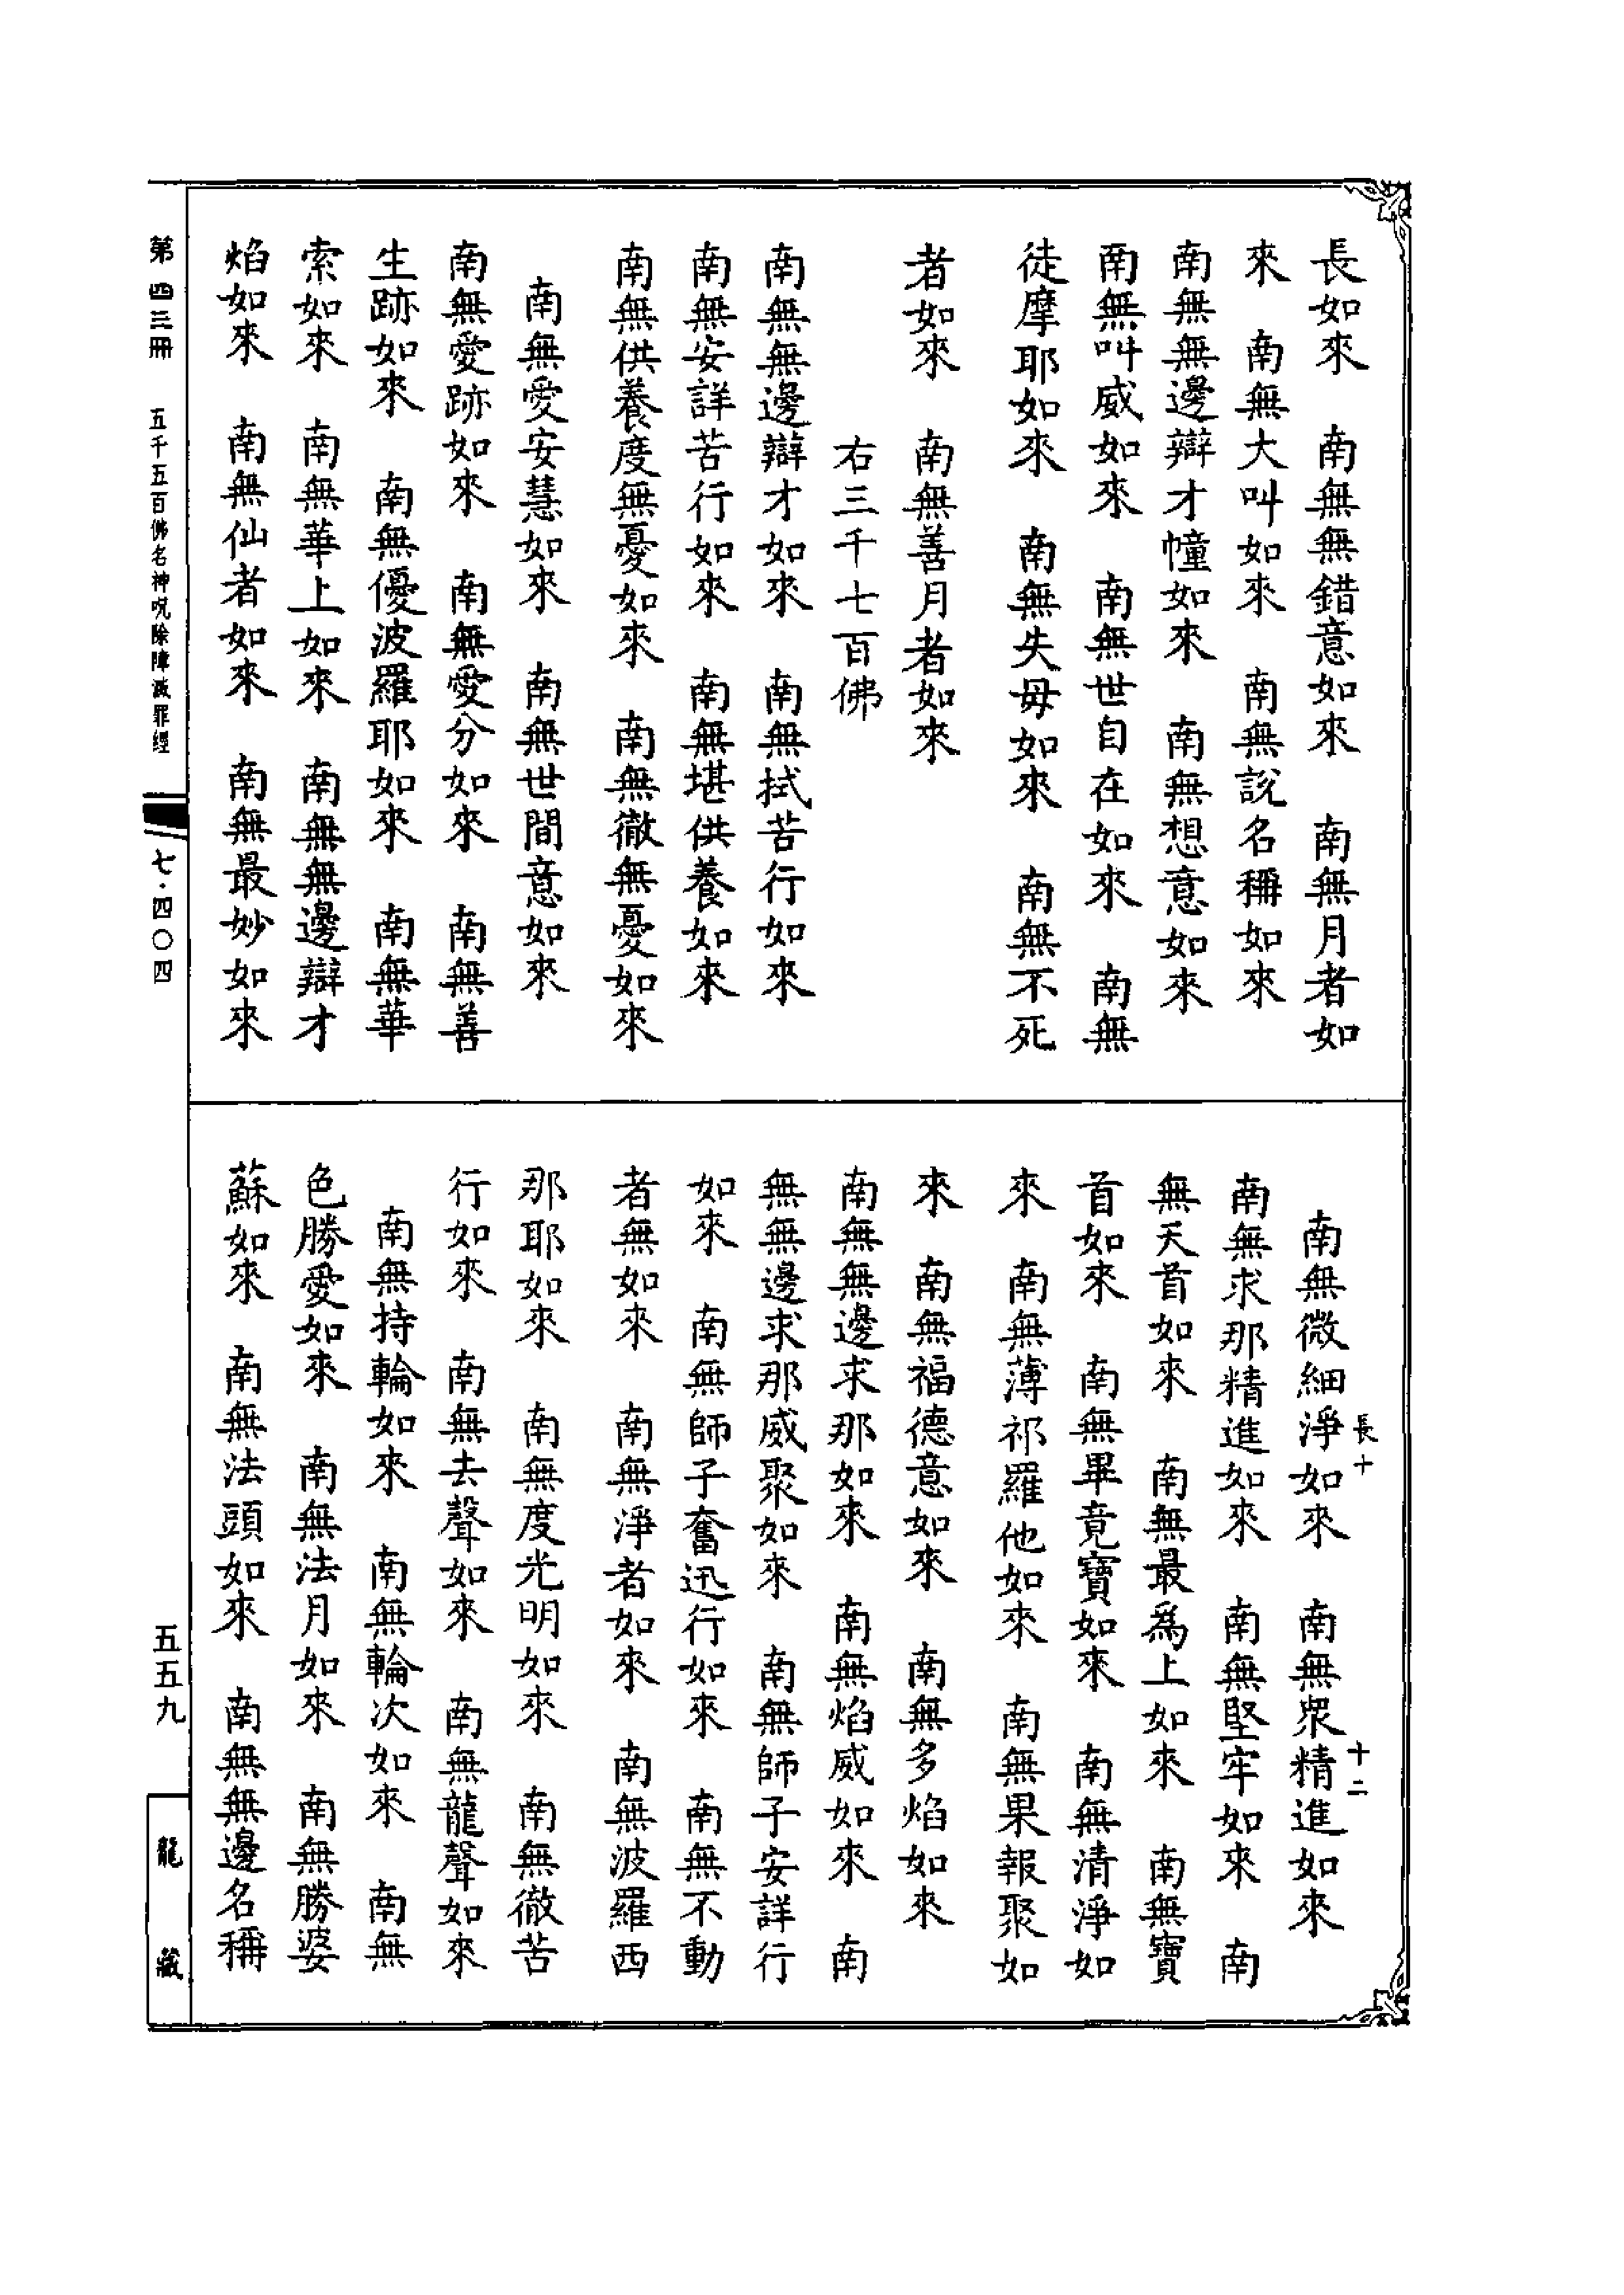 長如來　南無無錯意如來　南無月者如
來　南無大叫如來　南無說名稱如來
南無無邊辯才幢如來　南無想意如來
南無叫威如來　南無世自在如來　南無
徒摩耶如來　南無失毋如來　南無不死
者如來　南無善月者如來
右三千七百佛
南無無邊辯才如來　南無拭苦行如來
南無安詳苦行如來　南無堪供養如來
南無供養度無憂如來　南無徹無憂如來
南無愛安慧如來　南無世間意如來
南無愛跡如來　南無愛分如來　南無善
生跡如來　南無優波羅耶如來　南無華
索如來　南無華上如來　南無無邊辯才
焰如來　南無仙者如來　南無最妙如來
長十
十二
南無微細淨如來　南無眾精進如來
南無求那精進如來　南無堅牢如來　南
無天首如來　南無最為上如來　南無寶
首如來　南無畢竟寶如來　南無清淨如
來　南無薄祁羅他如來　南無果報聚如
來　南無福德意如來　南無多焰如來
南無無邊求那如來　南無焰威如來　南
無無邊求那威聚如來　南無師子安詳行
如來　南無師子奮迅行如來　南無不動
者無如來　南無淨者如來　南無波羅西
那耶如來　南無度光明如來　南無徹苦
行如來　南無去聲如來　南無龍聲如來
南無持輪如來　南無輪次如來　南無
色勝愛如來　南無法月如來　南無勝婆
蘇如來　南無法頭如來　南無無邊名稱
第四三冊　五千五百佛名神呪除障滅罪經
七·四〇四
五五九
龍藏